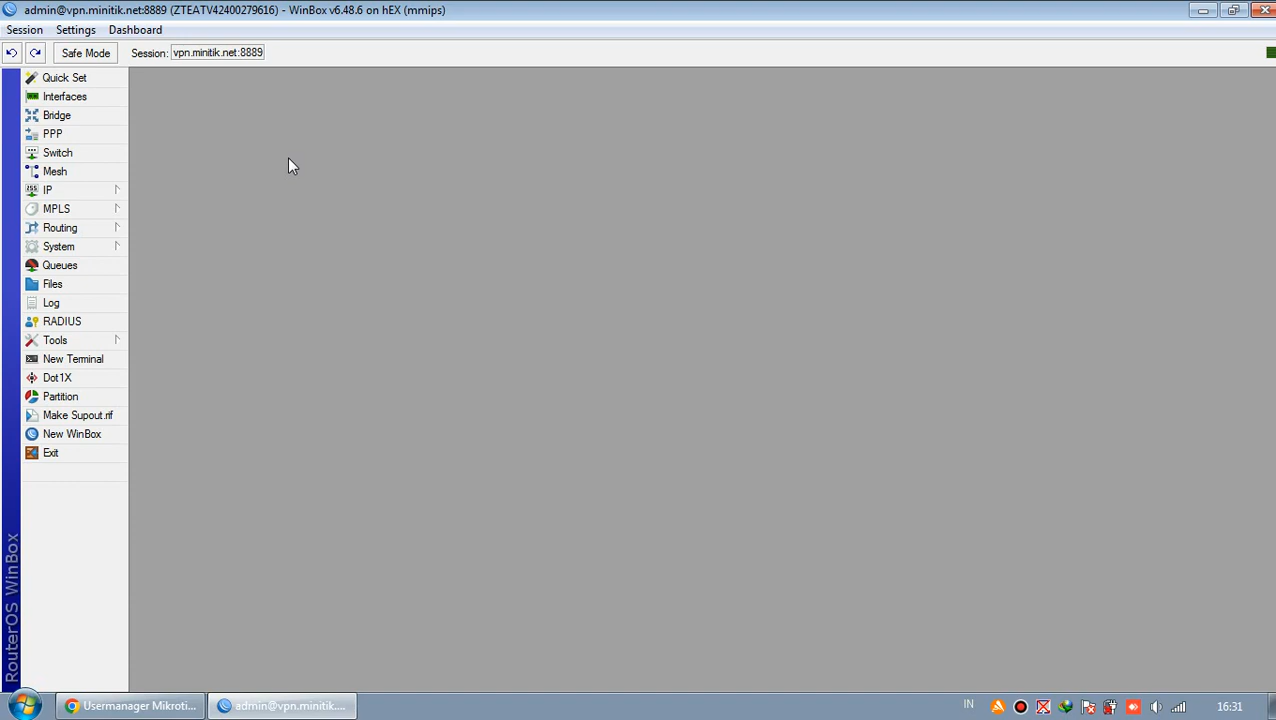 admin@vpn.minitik.net:8889 (ZTEATV42400279616) - WinBox v6.48.6 on hEX (mmips)
Session Settings Dashboard
Safe Mode Session: vpn.minitik.net:8889
Quick Set
Interfaces
Bridge
PPP
Switch
Mesh
IP
MPLS
Routing
System
Queues
Files
Log
RADIUS
Tools
New Terminal
Dot1X
Partition
Make Supout.rif
New WinBox
Exit
RouterOS WinBox
Usermanager Mikroti... admin@vpn.minitik.... IN 16:31